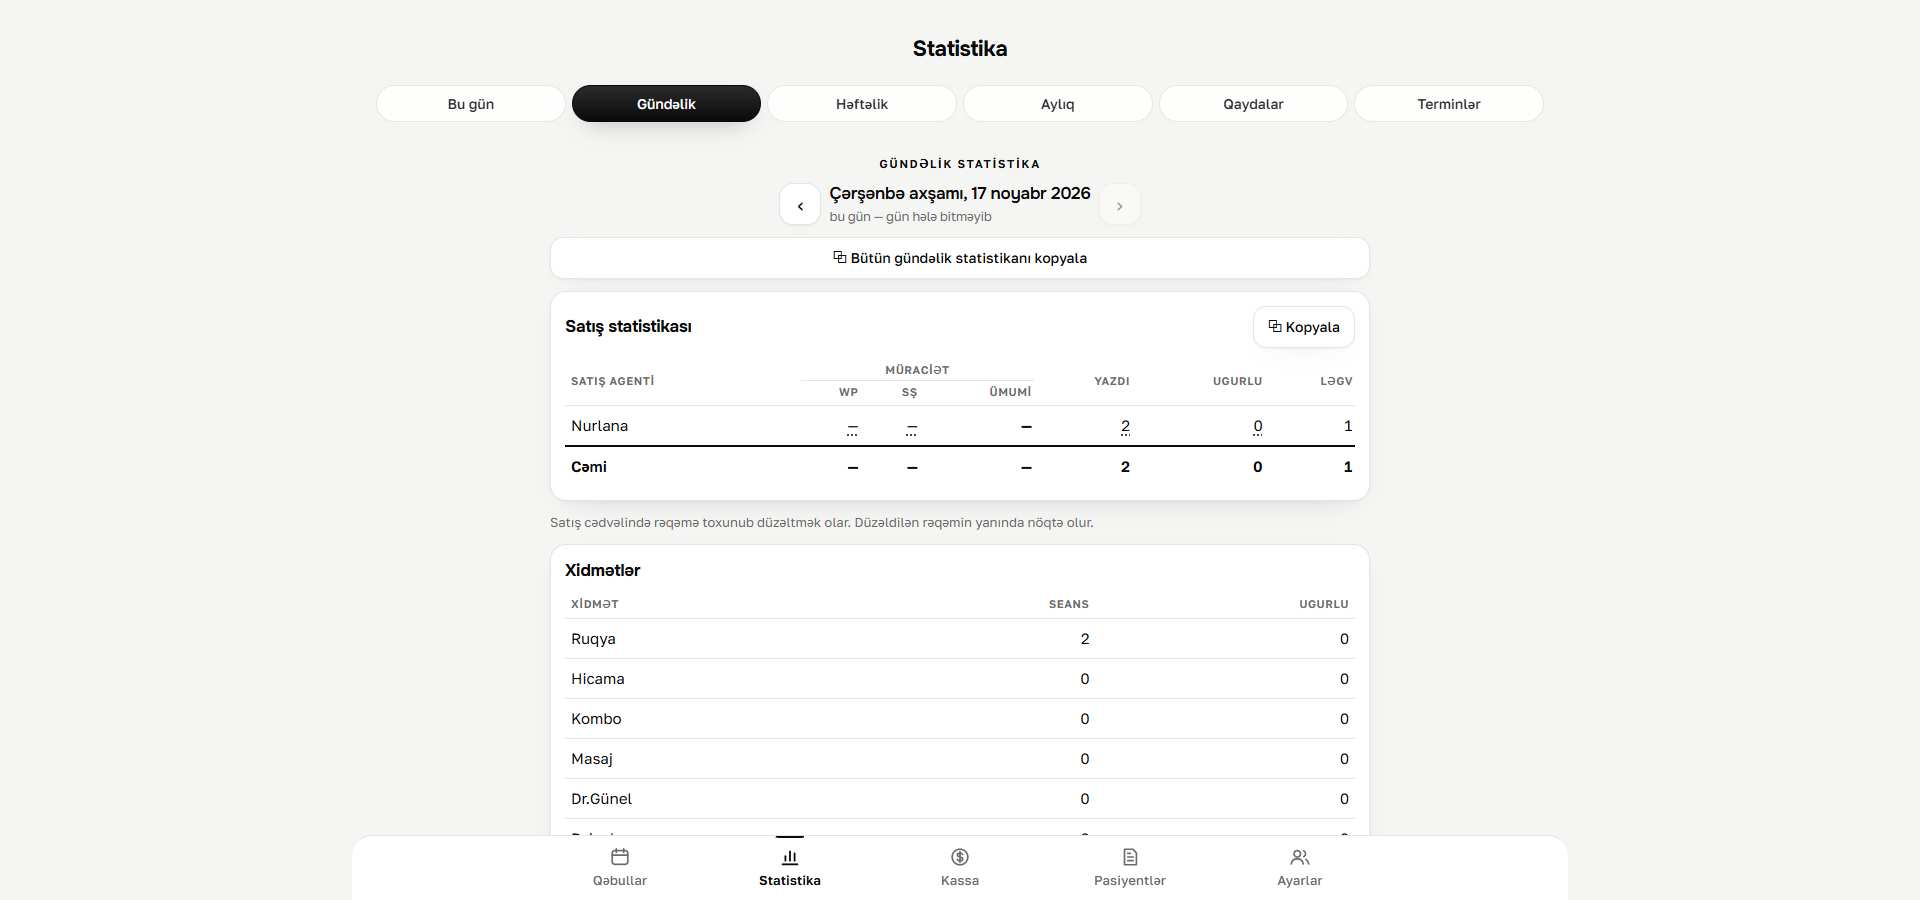 Statistika
Bu gün Gündəlik Həftəlik Aylıq Qaydalar Terminlər
GÜNDƏLİK STATİSTİKA
Çərşənbə axşamı, 17 noyabr 2026
bu gün — gün hələ bitməyib
Bütün gündəlik statistikanı kopyala
Satış statistikası Kopyala
MÜRACİƏT
SATIŞ AGENTİ YAZDI UGURLU LƏGV
WP SŞ ÜMUMİ
Nurlana — — — 2 0 1
Cəmi — — — 2 0 1
Satış cədvəlində rəqəmə toxunub düzəltmək olar. Düzəldilən rəqəmin yanında nöqtə olur.
Xidmətlər
XİDMƏT SEANS UGURLU
Ruqya 2 0
Hicama 0 0
Kombo 0 0
Masaj 0 0
Dr.Günel 0 0
Qəbullar Statistika Kassa Pasiyentlər Ayarlar